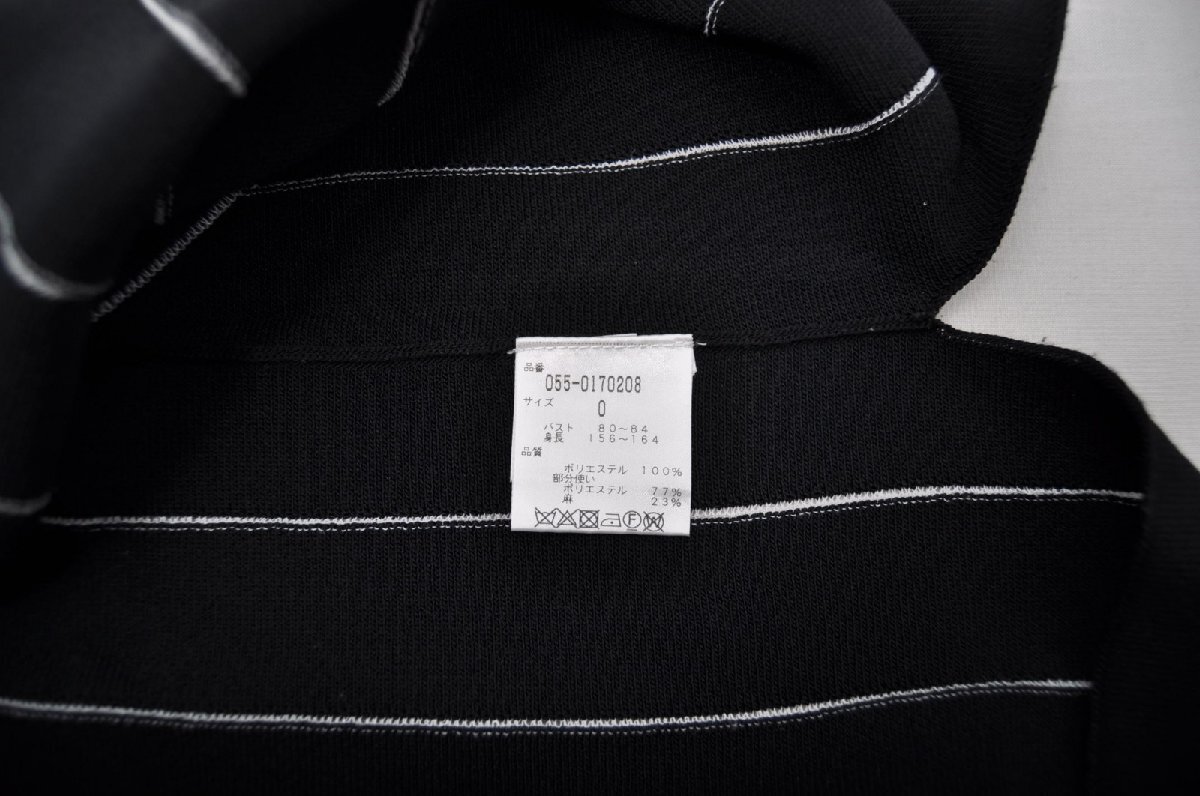 品番
055-0170208
サイズ
0
バスト 80~84
身長 156~164
品質
ポリエステル 100%
部分使い
ポリエステル 77%
麻 23%
F W